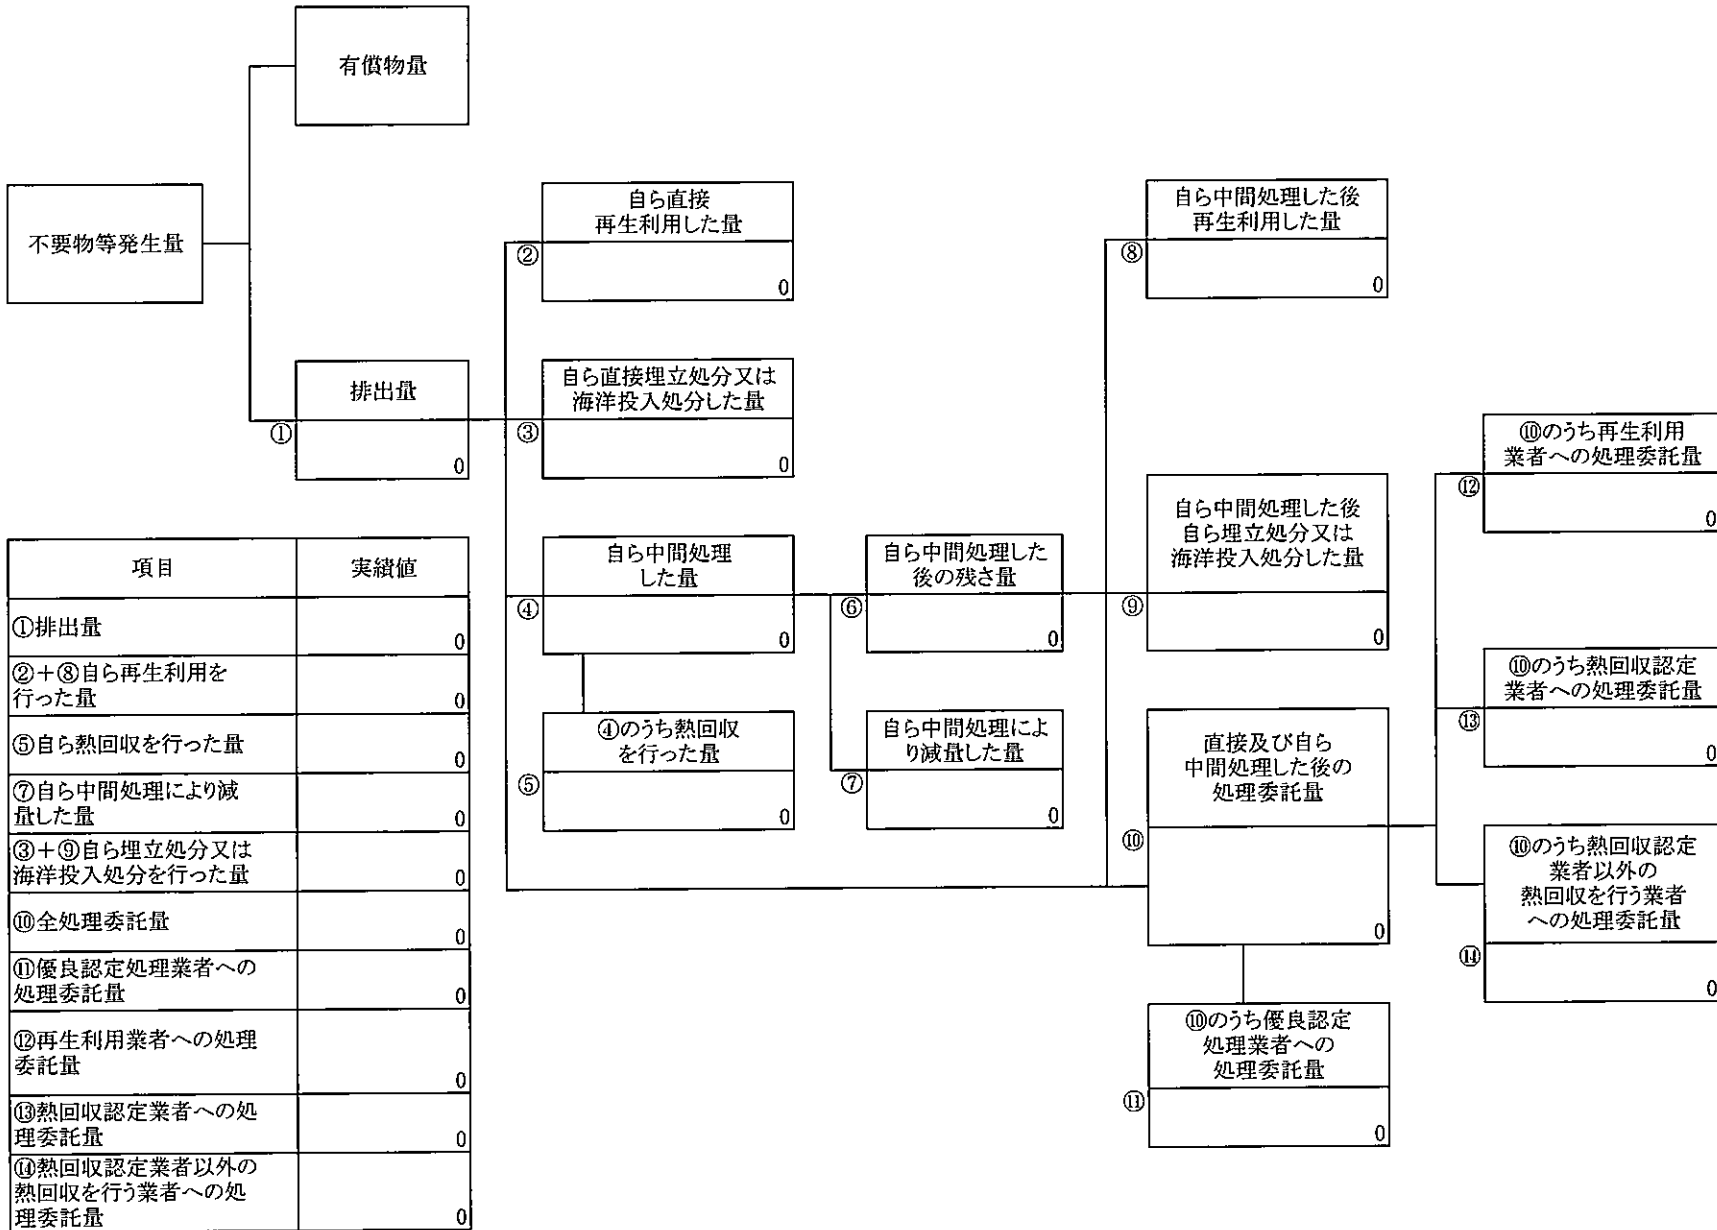 有償物量
不要物等発生量
排出量
①
0
自ら直接
再生利用した量
②
0
自ら直接埋立処分又は
海洋投入処分した量
③
0
自ら中間処理
した量
④
0
④のうち熱回収
を行った量
⑤
0
自ら中間処理した
後の残さ量
⑥
0
自ら中間処理によ
り減量した量
⑦
0
自ら中間処理した後
再生利用した量
⑧
0
自ら中間処理した後
自ら埋立処分又は
海洋投入処分した量
⑨
0
直接及び自ら
中間処理した後の
処理委託量
⑩
0
⑩のうち優良認定
処理業者への
処理委託量
⑪
0
⑩のうち再生利用
業者への処理委託量
⑫
0
⑩のうち熱回収認定
業者への処理委託量
⑬
0
⑩のうち熱回収認定
業者以外の
熱回収を行う業者
への処理委託量
⑭
0
項目 実績値
①排出量
0
②+⑧自ら再生利用を
行った量
0
⑤自ら熱回収を行った量
0
⑦自ら中間処理により減
量した量
0
③+⑨自ら埋立処分又は
海洋投入処分を行った量
0
⑩全処理委託量
0
⑪優良認定処理業者への
処理委託量
0
⑫再生利用業者への処理
委託量
0
⑬熱回収認定業者への処
理委託量
0
⑭熱回収認定業者以外の
熱回収を行う業者への処
理委託量
0